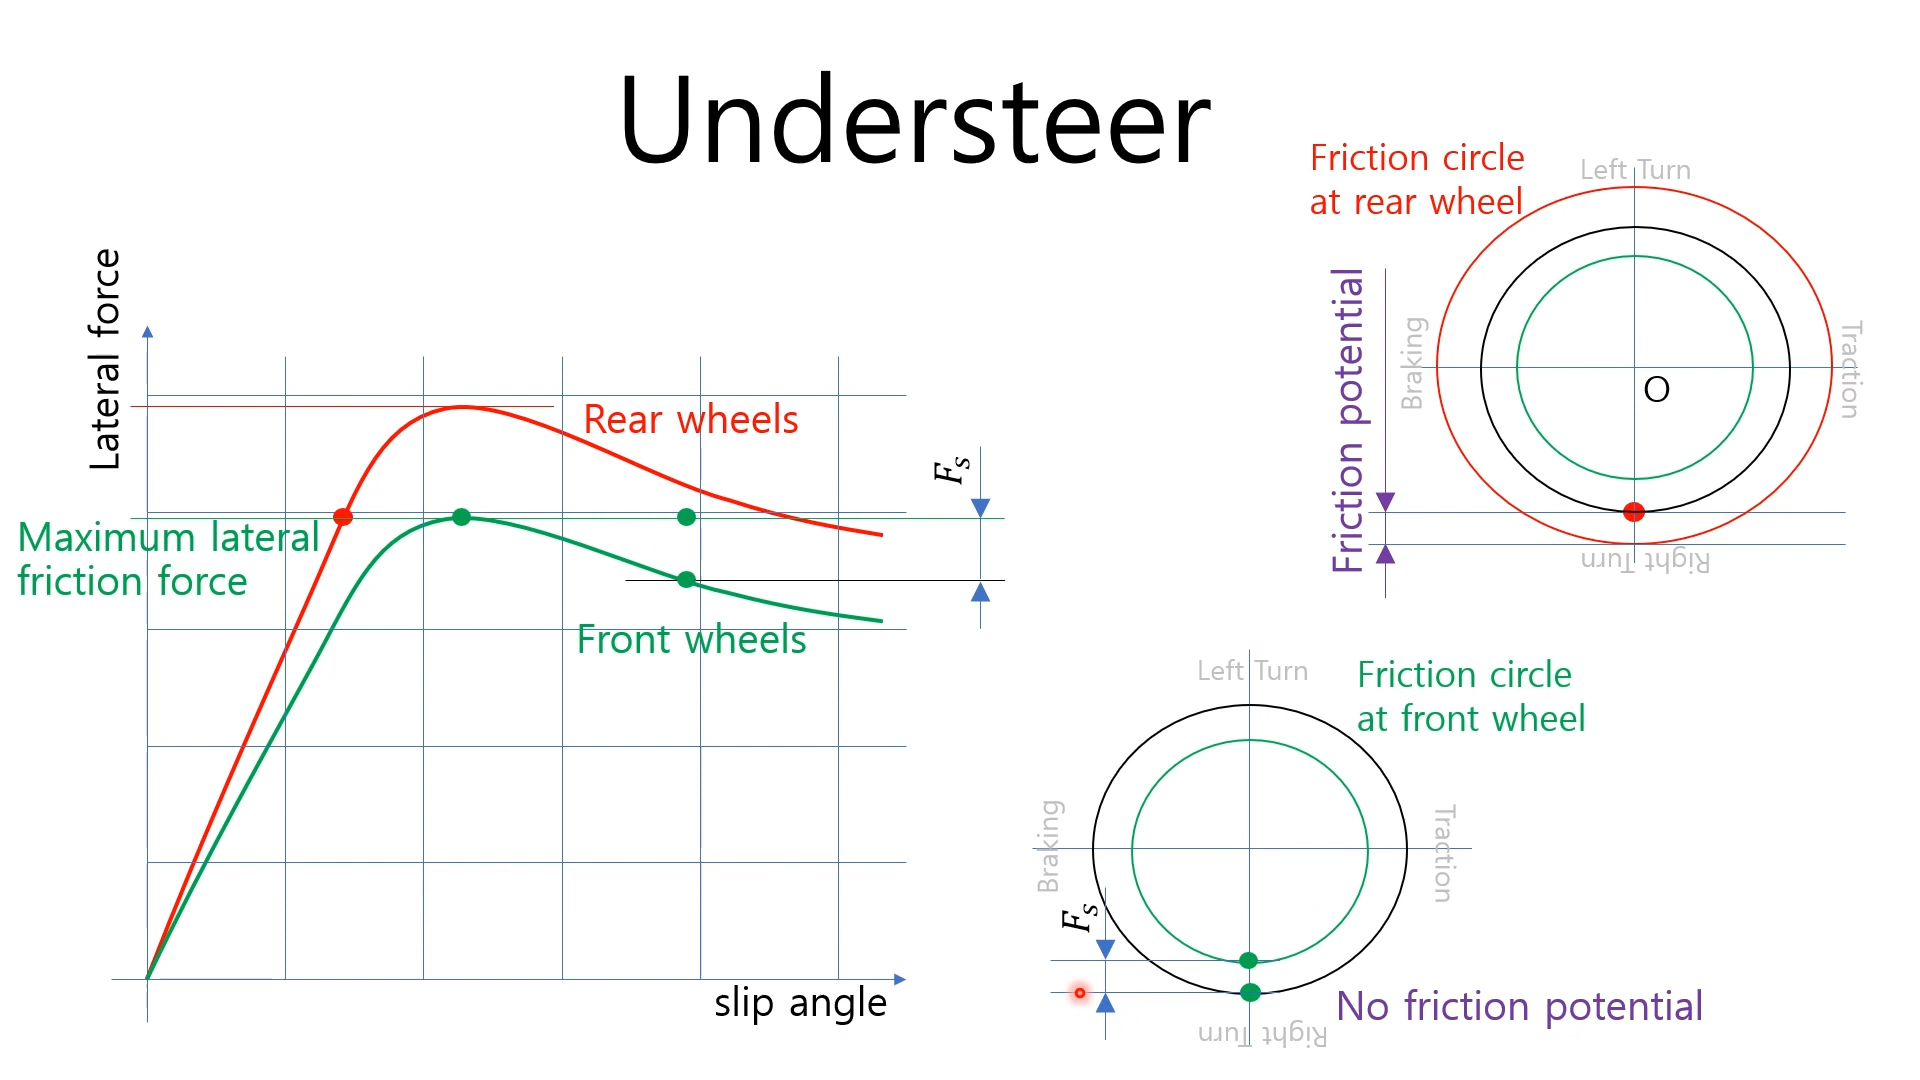 Understeer
Lateral force
Rear wheels
Maximum lateral
friction force
Front wheels
Fs
slip angle
Friction circle
at rear wheel
Left Turn
Braking
Traction
O
Friction potential
Right Turn
Friction circle
at front wheel
Left Turn
Braking
Traction
Fs
Right Turn
No friction potential